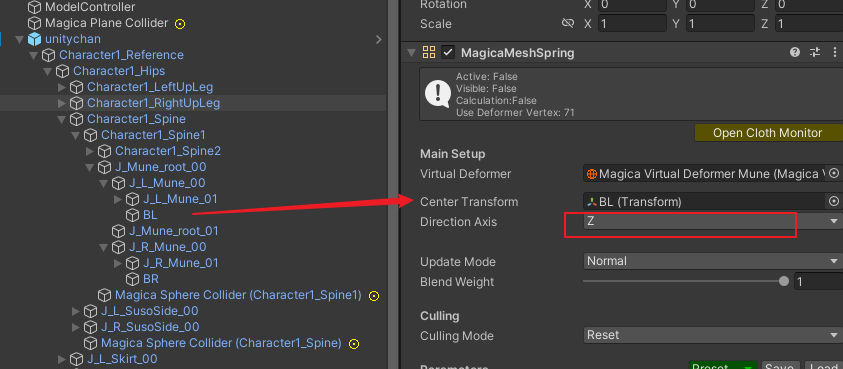 ModelController
Magica Plane Collider
unitychan
Character1_Reference
Character1_Hips
Character1_LeftUpLeg
Character1_RightUpLeg
Character1_Spine
Character1_Spine1
Character1_Spine2
J_Mune_root_00
J_L_Mune_00
J_L_Mune_01
BL
J_Mune_root_01
J_R_Mune_00
J_R_Mune_01
BR
Magica Sphere Collider (Character1_Spine1)
J_L_SusoSide_00
J_R_SusoSide_00
Magica Sphere Collider (Character1_Spine)
J_L_Skirt_00
Rotation X 0 Y 0 Z 0
Scale X 1 Y 1 Z 1
MagicaMeshSpring
Active: False
Visible: False
Calculation:False
Use Deformer Vertex: 71
Open Cloth Monitor
Main Setup
Virtual Deformer Magica Virtual Deformer Mune (Magica V
Center Transform BL (Transform)
Direction Axis Z
Update Mode Normal
Blend Weight 1
Culling
Culling Mode Reset
Parameters Preset Save Load